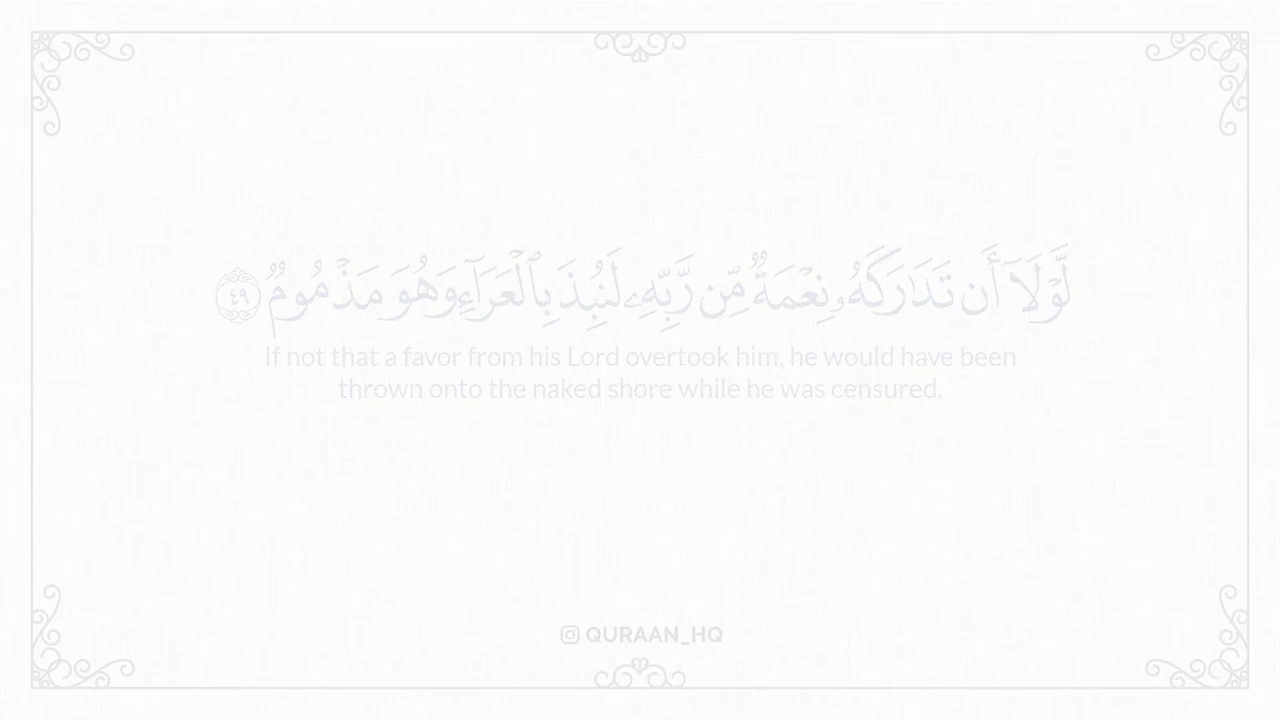 لَّوْلَآ أَن تَدَٰرَكَهُۥ نِعْمَةٌ مِّن رَّبِّهِۦ لَنُبِذَ بِٱلْعَرَآءِ وَهُوَ مَذْمُومٌ ٤٩
If not that a favor from his Lord overtook him, he would have been
thrown onto the naked shore while he was censured.
QURAAN_HQ